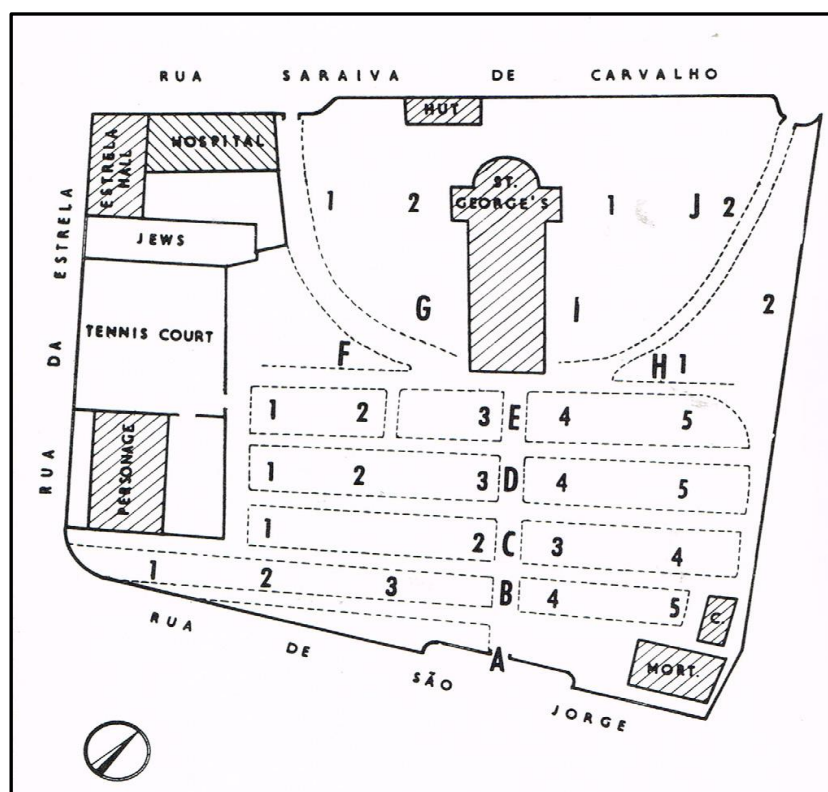 RUA SARAIVA DE CARVALHO
HUT
HOSPITAL
ESTRELA
HALL
ST.
GEORGE'S
1 2 1 J 2
JEWS
RUA DA ESTRELA
G I 2
TENNIS COURT
F H 1
1 2 3 E 4 5
PERSONAGE
1 2 3 D 4 5
1 2 C 3 4
1 2 3 B 4 5
C.
A
MORT.
RUA DE SÃO JORGE